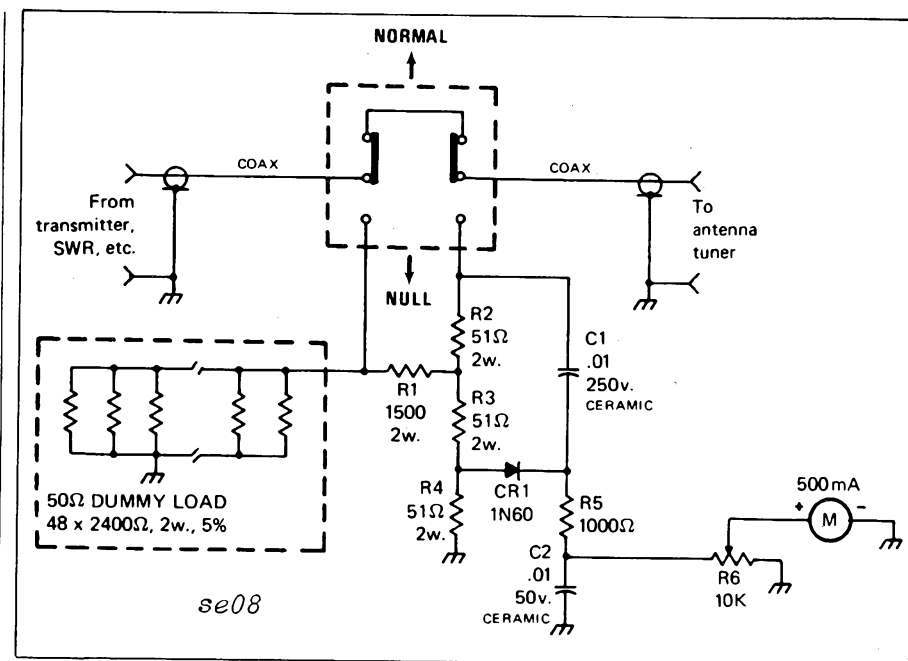 NORMAL
COAX
COAX
From
transmitter,
SWR, etc.
To
antenna
tuner
NULL
R2
51Ω
2w.
C1
.01
250v.
CERAMIC
R1
1500
2w.
R3
51Ω
2w.
50Ω DUMMY LOAD
48 x 2400Ω, 2w., 5%
R4
51Ω
2w.
CR1
1N60
R5
1000Ω
500mA
+
M
-
C2
.01
50v.
CERAMIC
R6
10K
se08